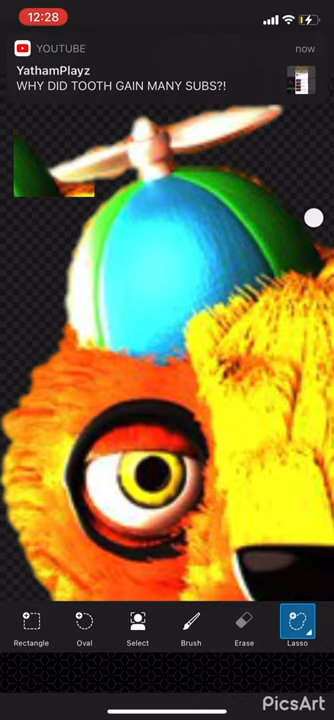 12:28
YOUTUBE
now
YathamPlayz
WHY DID TOOTH GAIN MANY SUBS?!
Rectangle
Oval
Select
Brush
Erase
Lasso
PicsArt